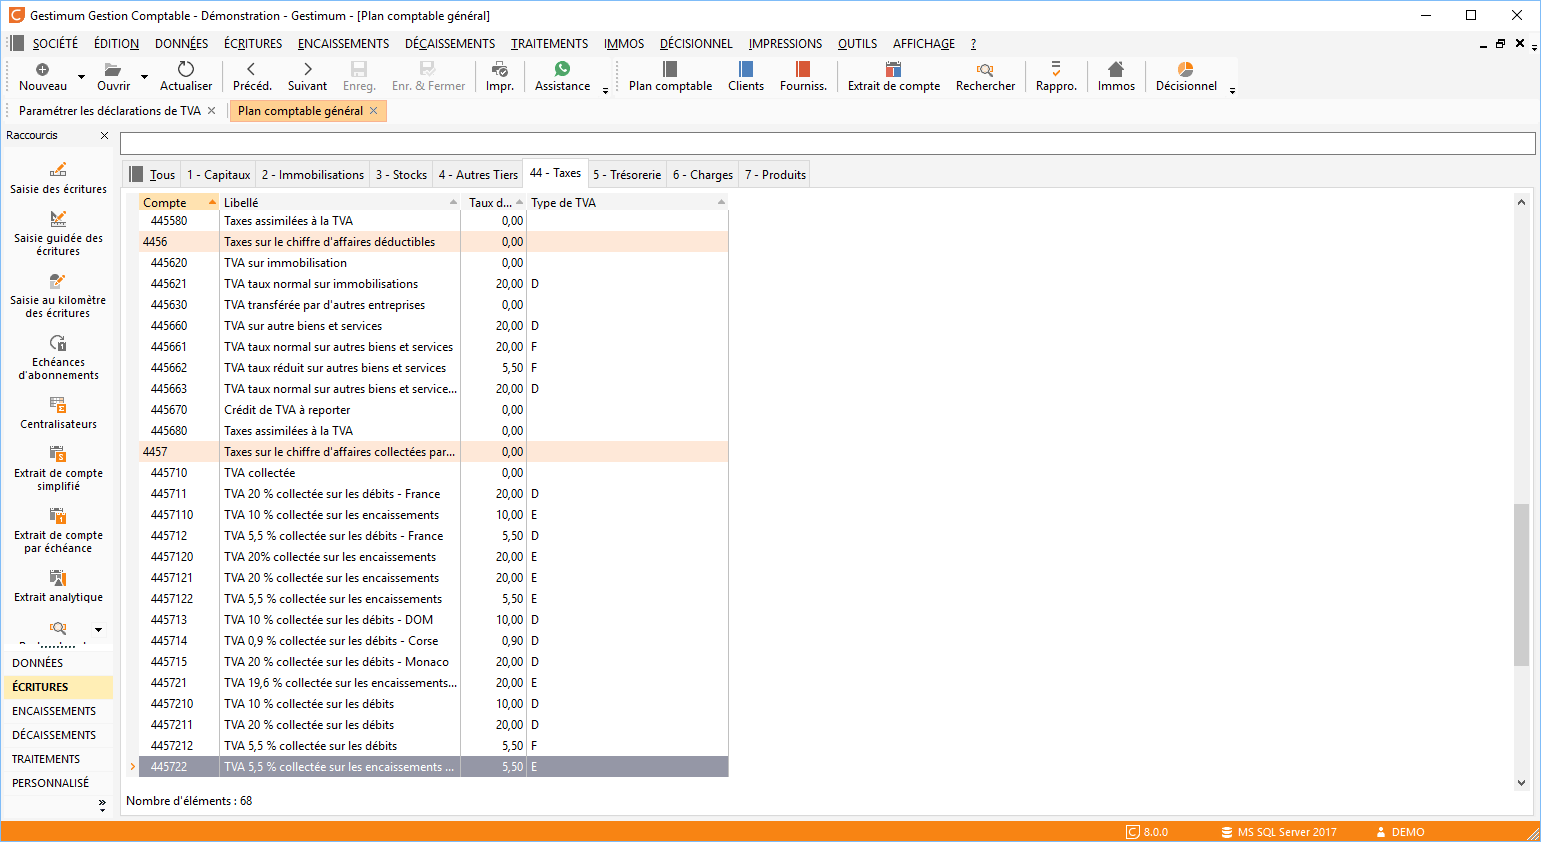 Gestimum Gestion Comptable - Démonstration - Gestimum - [Plan comptable général]
SOCIÉTÉ ÉDITION DONNÉES ÉCRITURES ENCAISSEMENTS DÉCAISSEMENTS TRAITEMENTS IMMOS DÉCISIONNEL IMPRESSIONS OUTILS AFFICHAGE ?
Nouveau Ouvrir Actualiser Précéd. Suivant Enreg. Enr. & Fermer Impr. Assistance Plan comptable Clients Fourniss. Extrait de compte Rechercher Rappro. Immos Décisionnel
Paramétrer les déclarations de TVA Plan comptable général
Raccourcis
Saisie des écritures
Saisie guidée des
écritures
Saisie au kilomètre
des écritures
Echéances
d'abonnements
Centralisateurs
Extrait de compte
simplifié
Extrait de compte
par échéance
Extrait analytique
DONNÉES
ÉCRITURES
ENCAISSEMENTS
DÉCAISSEMENTS
TRAITEMENTS
PERSONNALISÉ
Tous 1 - Capitaux 2 - Immobilisations 3 - Stocks 4 - Autres Tiers 44 - Taxes 5 - Trésorerie 6 - Charges 7 - Produits
Compte Libellé Taux d... Type de TVA
445580 Taxes assimilées à la TVA 0,00
4456 Taxes sur le chiffre d'affaires déductibles 0,00
445620 TVA sur immobilisation 0,00
445621 TVA taux normal sur immobilisations 20,00 D
445630 TVA transférée par d'autres entreprises 0,00
445660 TVA sur autre biens et services 20,00 D
445661 TVA taux normal sur autres biens et services 20,00 F
445662 TVA taux réduit sur autres biens et services 5,50 F
445663 TVA taux normal sur autres biens et service... 20,00 D
445670 Crédit de TVA à reporter 0,00
445680 Taxes assimilées à la TVA 0,00
4457 Taxes sur le chiffre d'affaires collectées par... 0,00
445710 TVA collectée 0,00
445711 TVA 20 % collectée sur les débits - France 20,00 D
4457110 TVA 10 % collectée sur les encaissements 10,00 E
445712 TVA 5,5 % collectée sur les débits - France 5,50 D
4457120 TVA 20% collectée sur les encaissements 20,00 E
4457121 TVA 20 % collectée sur les encaissements 20,00 E
4457122 TVA 5,5 % collectée sur les encaissements 5,50 E
445713 TVA 10 % collectée sur les débits - DOM 10,00 D
445714 TVA 0,9 % collectée sur les débits - Corse 0,90 D
445715 TVA 20 % collectée sur les débits - Monaco 20,00 D
445721 TVA 19,6 % collectée sur les encaissements... 20,00 E
4457210 TVA 10 % collectée sur les débits 10,00 D
4457211 TVA 20 % collectée sur les débits 20,00 D
4457212 TVA 5,5 % collectée sur les débits 5,50 F
445722 TVA 5,5 % collectée sur les encaissements ... 5,50 E
Nombre d'éléments : 68
8.0.0 MS SQL Server 2017 DEMO